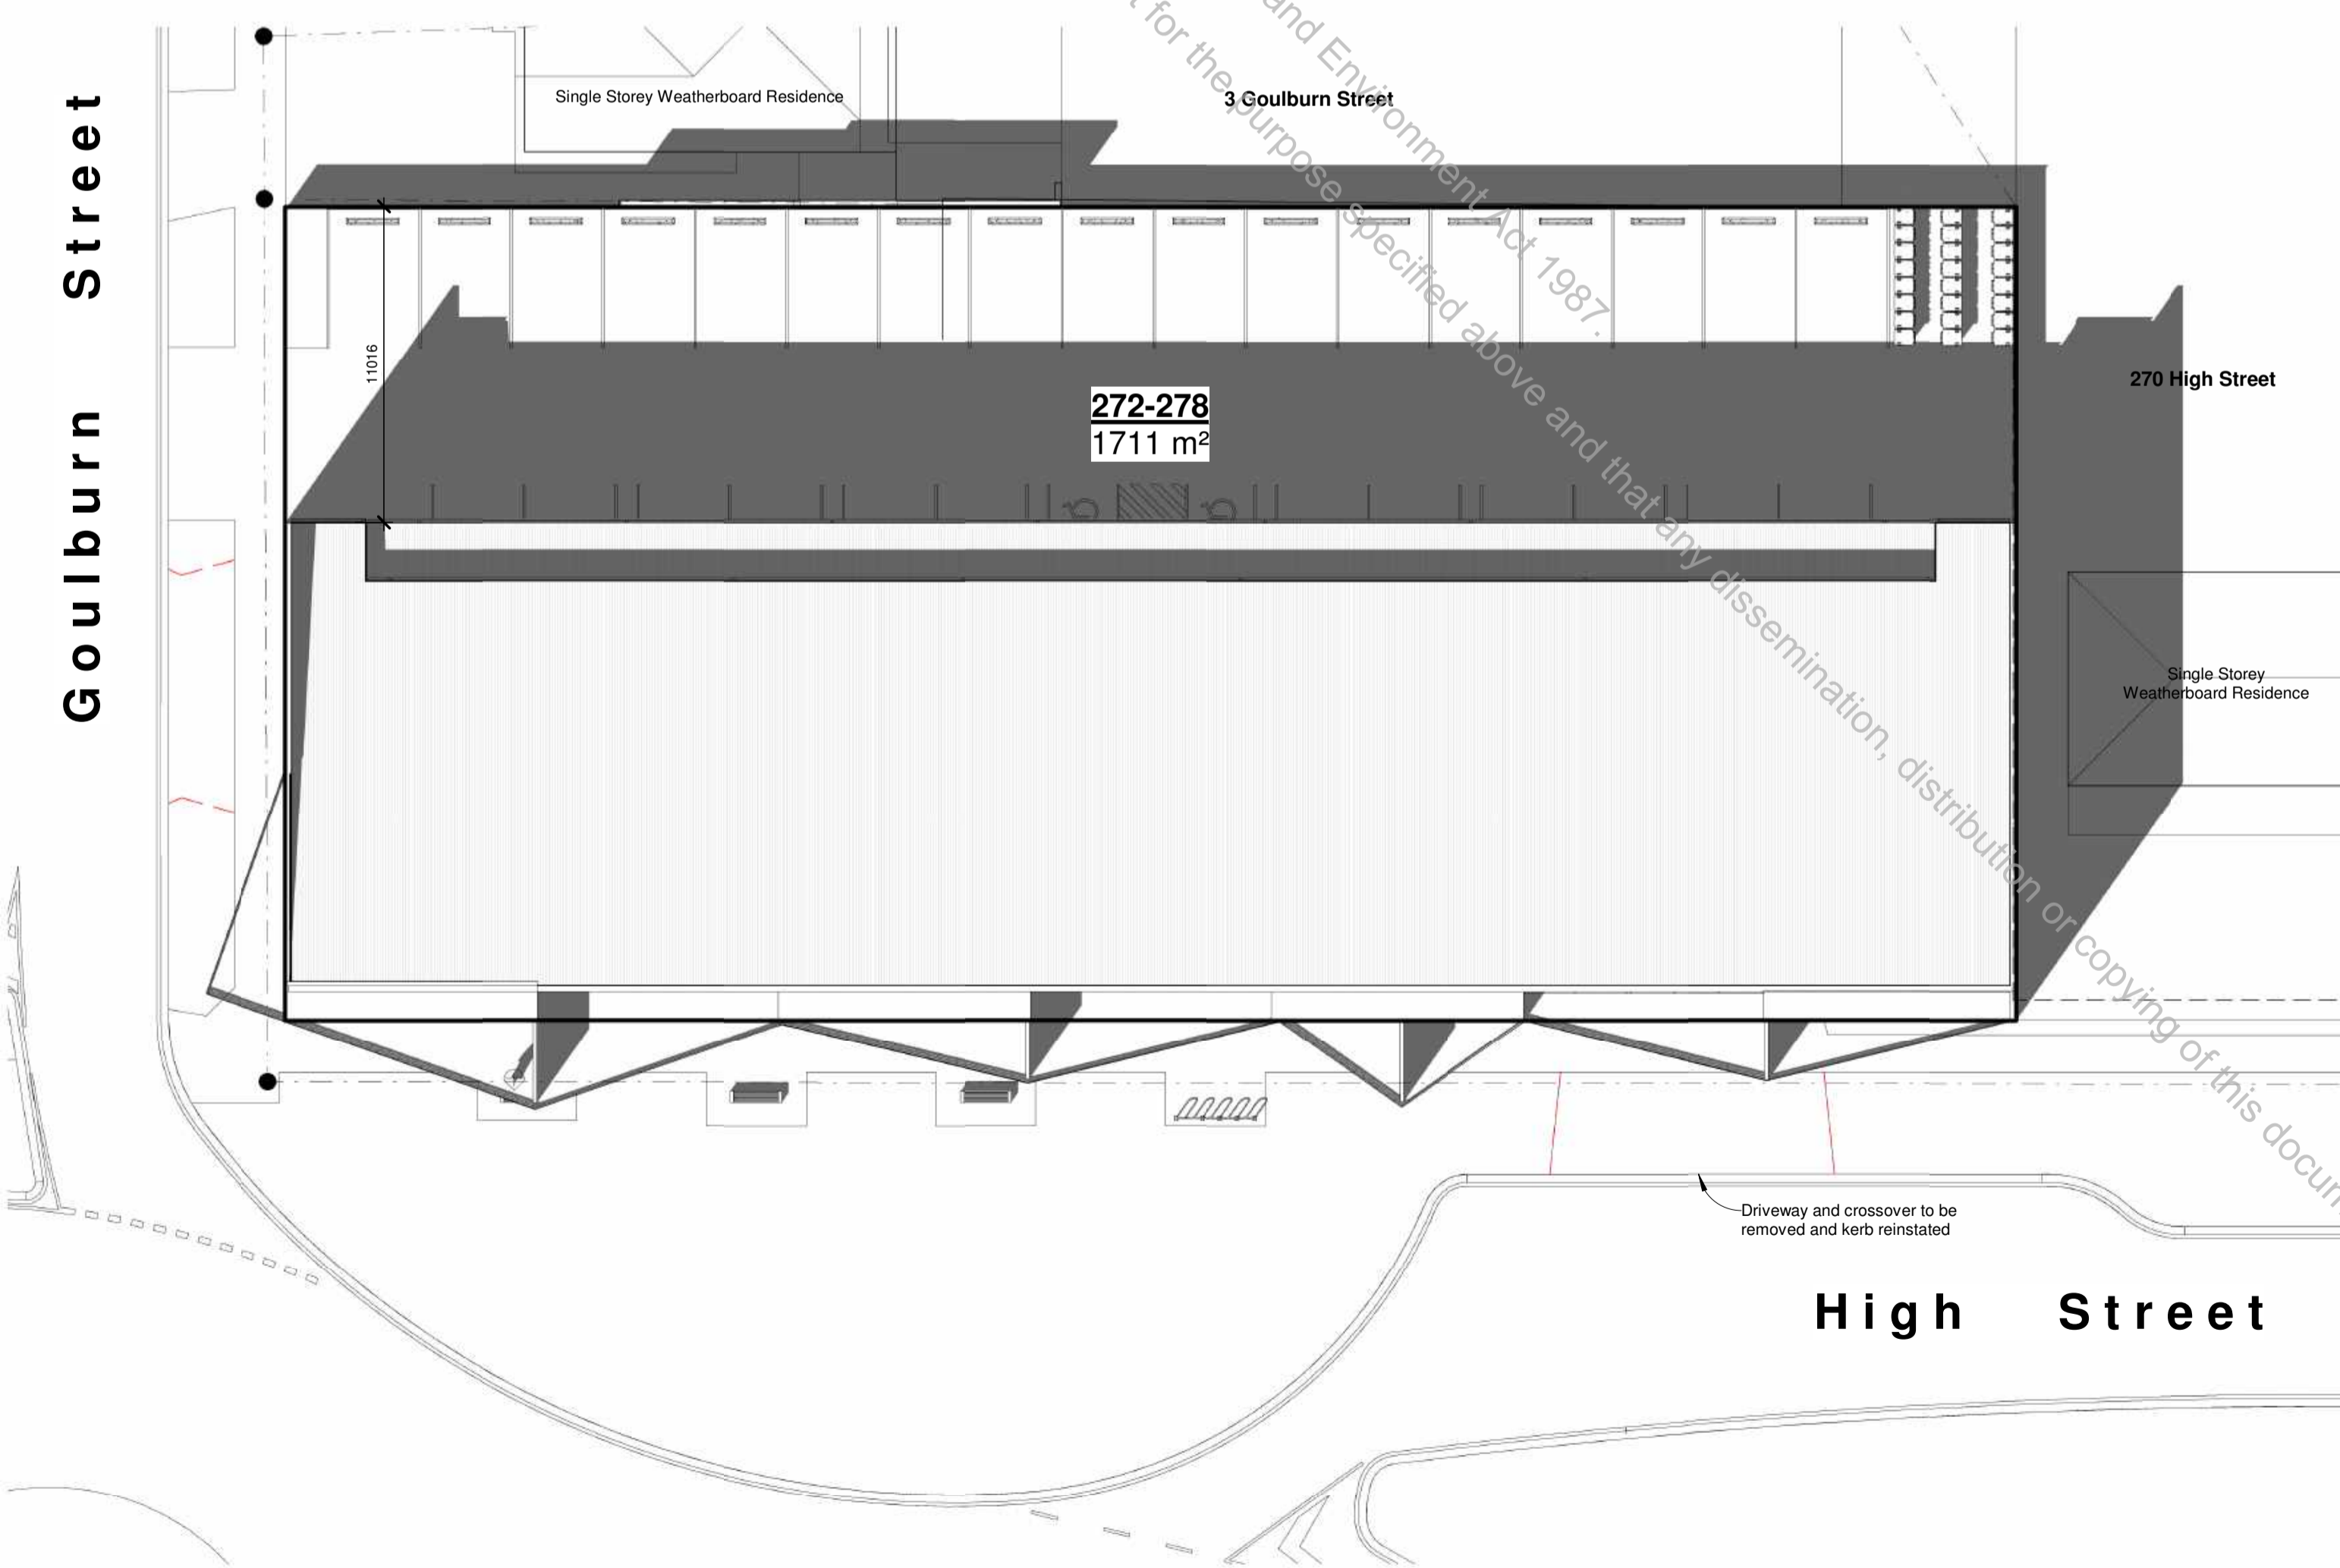 Goulburn Street
Single Storey Weatherboard Residence
3 Goulburn Street
11016
272-278
1711 m²
270 High Street
Single Storey
Weatherboard Residence
Driveway and crossover to be
removed and kerb reinstated
High Street
and Environment Act 1987.
t for the purpose specified above and that any dissemination, distribution or copying of this docum